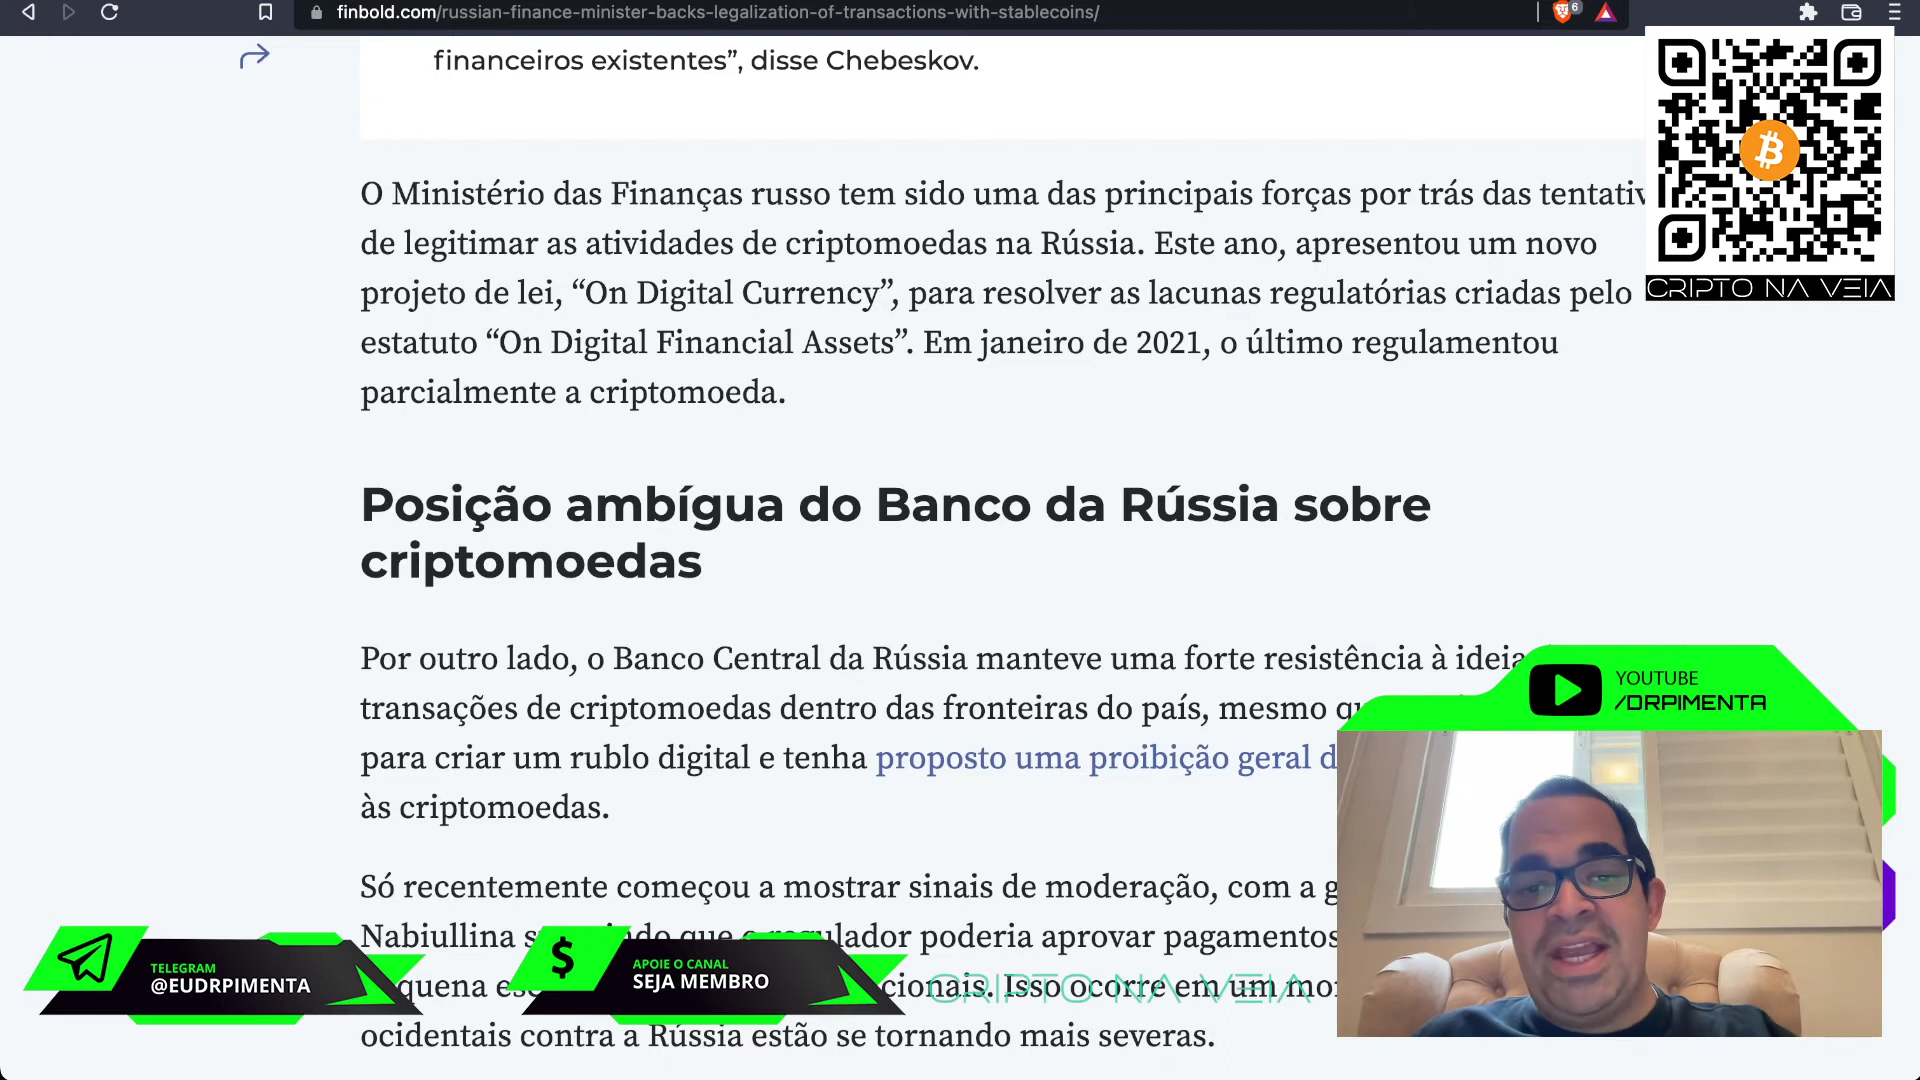 finbold.com/russian-finance-minister-backs-legalization-of-transactions-with-stablecoins/
6
financeiros existentes”, disse Chebeskov.
O Ministério das Finanças russo tem sido uma das principais forças por trás das
de legitimar as atividades de criptomoedas na Rússia. Este ano, apresentou um novo
projeto de lei, “On Digital Currency”, para resolver as lacunas regulatórias criadas pelo
estatuto “On Digital Financial Assets”. Em janeiro de 2021, o último regulamentou
parcialmente a criptomoeda.
CRIPTO NA VEIA
Posição ambígua do Banco da Rússia sobre
criptomoedas
Por outro lado, o Banco Central da Rússia manteve uma forte resistência à ideia
transações de criptomoedas dentro das fronteiras do país, mesmo
para criar um rublo digital e tenha proposto uma proibição geral
às criptomoedas.
Só recentemente começou a mostrar sinais de moderação, com a
Nabiullina que o regulador poderia aprovar pagamentos
Isso ocorre em um
ocidentais contra a Rússia estão se tornando mais severas.
YOUTUBE
/DRPIMENTA
TELEGRAM
@EUDRPIMENTA
APOIE O CANAL
SEJA MEMBRO
CRIPTO NA VEIA